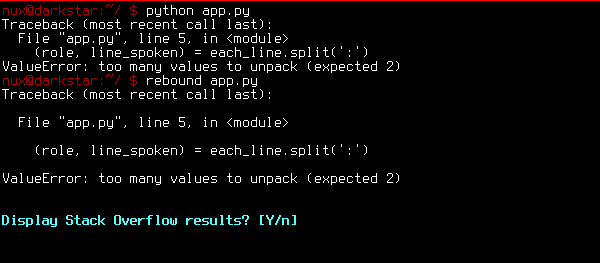 nux@darkstar:~/ $ python app.py
Traceback (most recent call last):
  File "app.py", line 5, in <module>
    (role, line_spoken) = each_line.split(':')
ValueError: too many values to unpack (expected 2)
nux@darkstar:~/ $ rebound app.py
Traceback (most recent call last):
  File "app.py", line 5, in <module>
    (role, line_spoken) = each_line.split(':')
ValueError: too many values to unpack (expected 2)
Display Stack Overflow results? [Y/n]